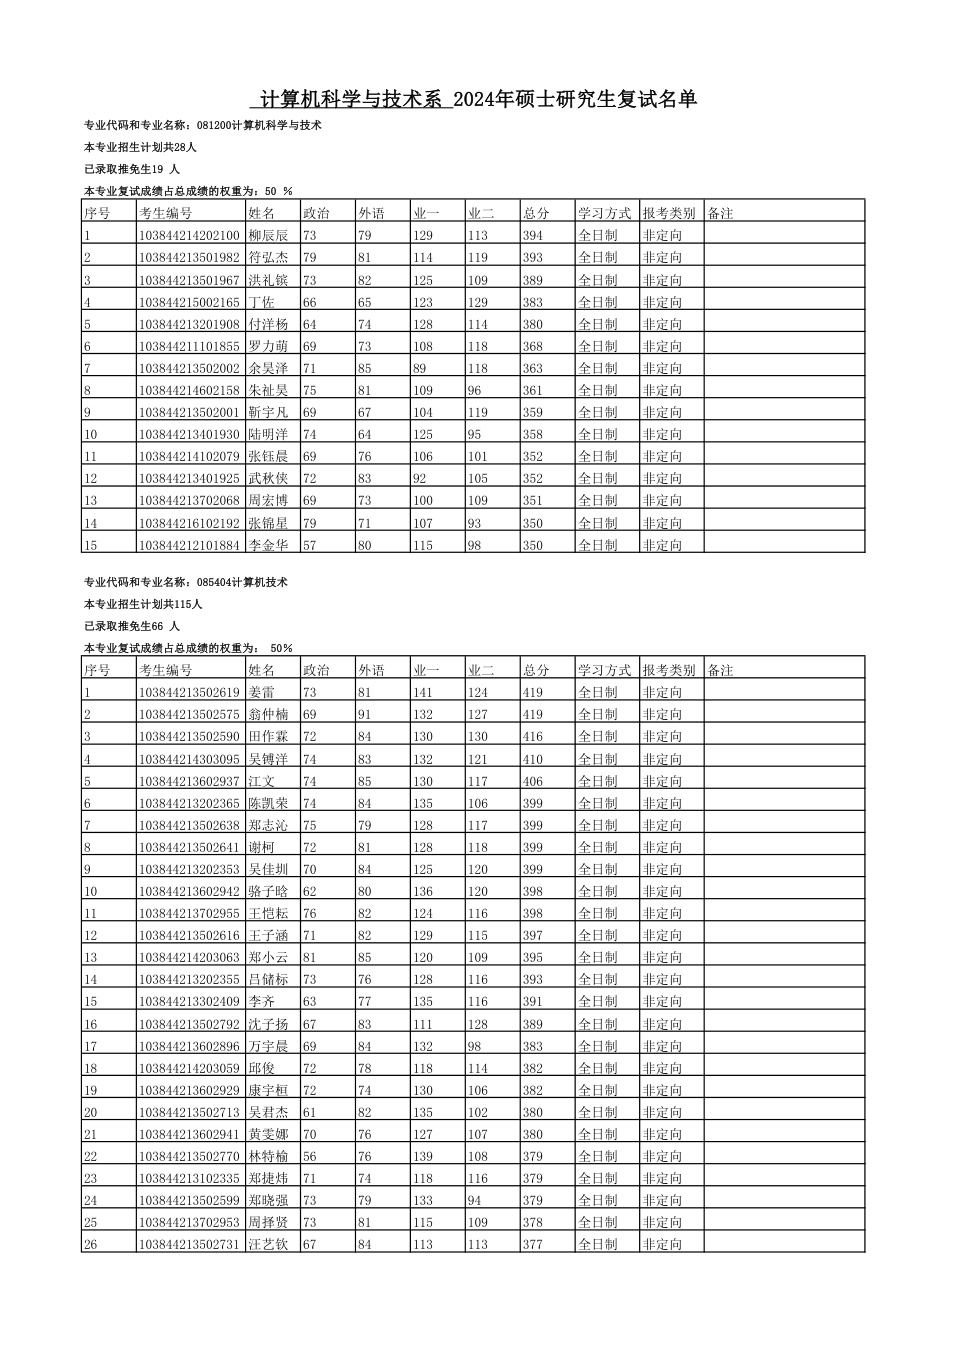 计算机科学与技术系 2024年硕士研究生复试名单
专业代码和专业名称：081200计算机科学与技术
本专业招生计划共28人
已录取推免生19 人
本专业复试成绩占总成绩的权重为：50 %
序号 考生编号 姓名 政治 外语 业一 业二 总分 学习方式 报考类别 备注
1 103844214202100 柳辰辰 73 79 129 113 394 全日制 非定向
2 103844213501982 符弘杰 79 81 114 119 393 全日制 非定向
3 103844213501967 洪礼镔 73 82 125 109 389 全日制 非定向
4 103844215002165 丁佐 66 65 123 129 383 全日制 非定向
5 103844213201908 付洋杨 64 74 128 114 380 全日制 非定向
6 103844211101855 罗力萌 69 73 108 118 368 全日制 非定向
7 103844213502002 余昊泽 71 85 89 118 363 全日制 非定向
8 103844214602158 朱祉昊 75 81 109 96 361 全日制 非定向
9 103844213502001 靳宇凡 69 67 104 119 359 全日制 非定向
10 103844213401930 陆明洋 74 64 125 95 358 全日制 非定向
11 103844214102079 张钰晨 69 76 106 101 352 全日制 非定向
12 103844213401925 武秋侠 72 83 92 105 352 全日制 非定向
13 103844213702068 周宏博 69 73 100 109 351 全日制 非定向
14 103844216102192 张锦星 79 71 107 93 350 全日制 非定向
15 103844212101884 李金华 57 80 115 98 350 全日制 非定向
专业代码和专业名称：085404计算机技术
本专业招生计划共115人
已录取推免生66 人
本专业复试成绩占总成绩的权重为： 50%
序号 考生编号 姓名 政治 外语 业一 业二 总分 学习方式 报考类别 备注
1 103844213502619 姜雷 73 81 141 124 419 全日制 非定向
2 103844213502575 翁仲楠 69 91 132 127 419 全日制 非定向
3 103844213502590 田作霖 72 84 130 130 416 全日制 非定向
4 103844214303095 吴镈洋 74 83 132 121 410 全日制 非定向
5 103844213602937 江文 74 85 130 117 406 全日制 非定向
6 103844213202365 陈凯荣 74 84 135 106 399 全日制 非定向
7 103844213502638 郑志沁 75 79 128 117 399 全日制 非定向
8 103844213502641 谢柯 72 81 128 118 399 全日制 非定向
9 103844213202353 吴佳圳 70 84 125 120 399 全日制 非定向
10 103844213602942 骆子晗 62 80 136 120 398 全日制 非定向
11 103844213702955 王恺耘 76 82 124 116 398 全日制 非定向
12 103844213502616 王子涵 71 82 129 115 397 全日制 非定向
13 103844214203063 郑小云 81 85 120 109 395 全日制 非定向
14 103844213202355 吕储标 73 76 128 116 393 全日制 非定向
15 103844213302409 李齐 63 77 135 116 391 全日制 非定向
16 103844213502792 沈子扬 67 83 111 128 389 全日制 非定向
17 103844213602896 万宇晨 69 84 132 98 383 全日制 非定向
18 103844214203059 邱俊 72 78 118 114 382 全日制 非定向
19 103844213602929 康宇桓 72 74 130 106 382 全日制 非定向
20 103844213502713 吴君杰 61 82 135 102 380 全日制 非定向
21 103844213602941 黄雯娜 70 76 127 107 380 全日制 非定向
22 103844213502770 林特榆 56 76 139 108 379 全日制 非定向
23 103844213102335 郑捷炜 71 74 118 116 379 全日制 非定向
24 103844213502599 郑晓强 73 79 133 94 379 全日制 非定向
25 103844213702953 周择贤 73 81 115 109 378 全日制 非定向
26 103844213502731 汪艺钦 67 84 113 113 377 全日制 非定向